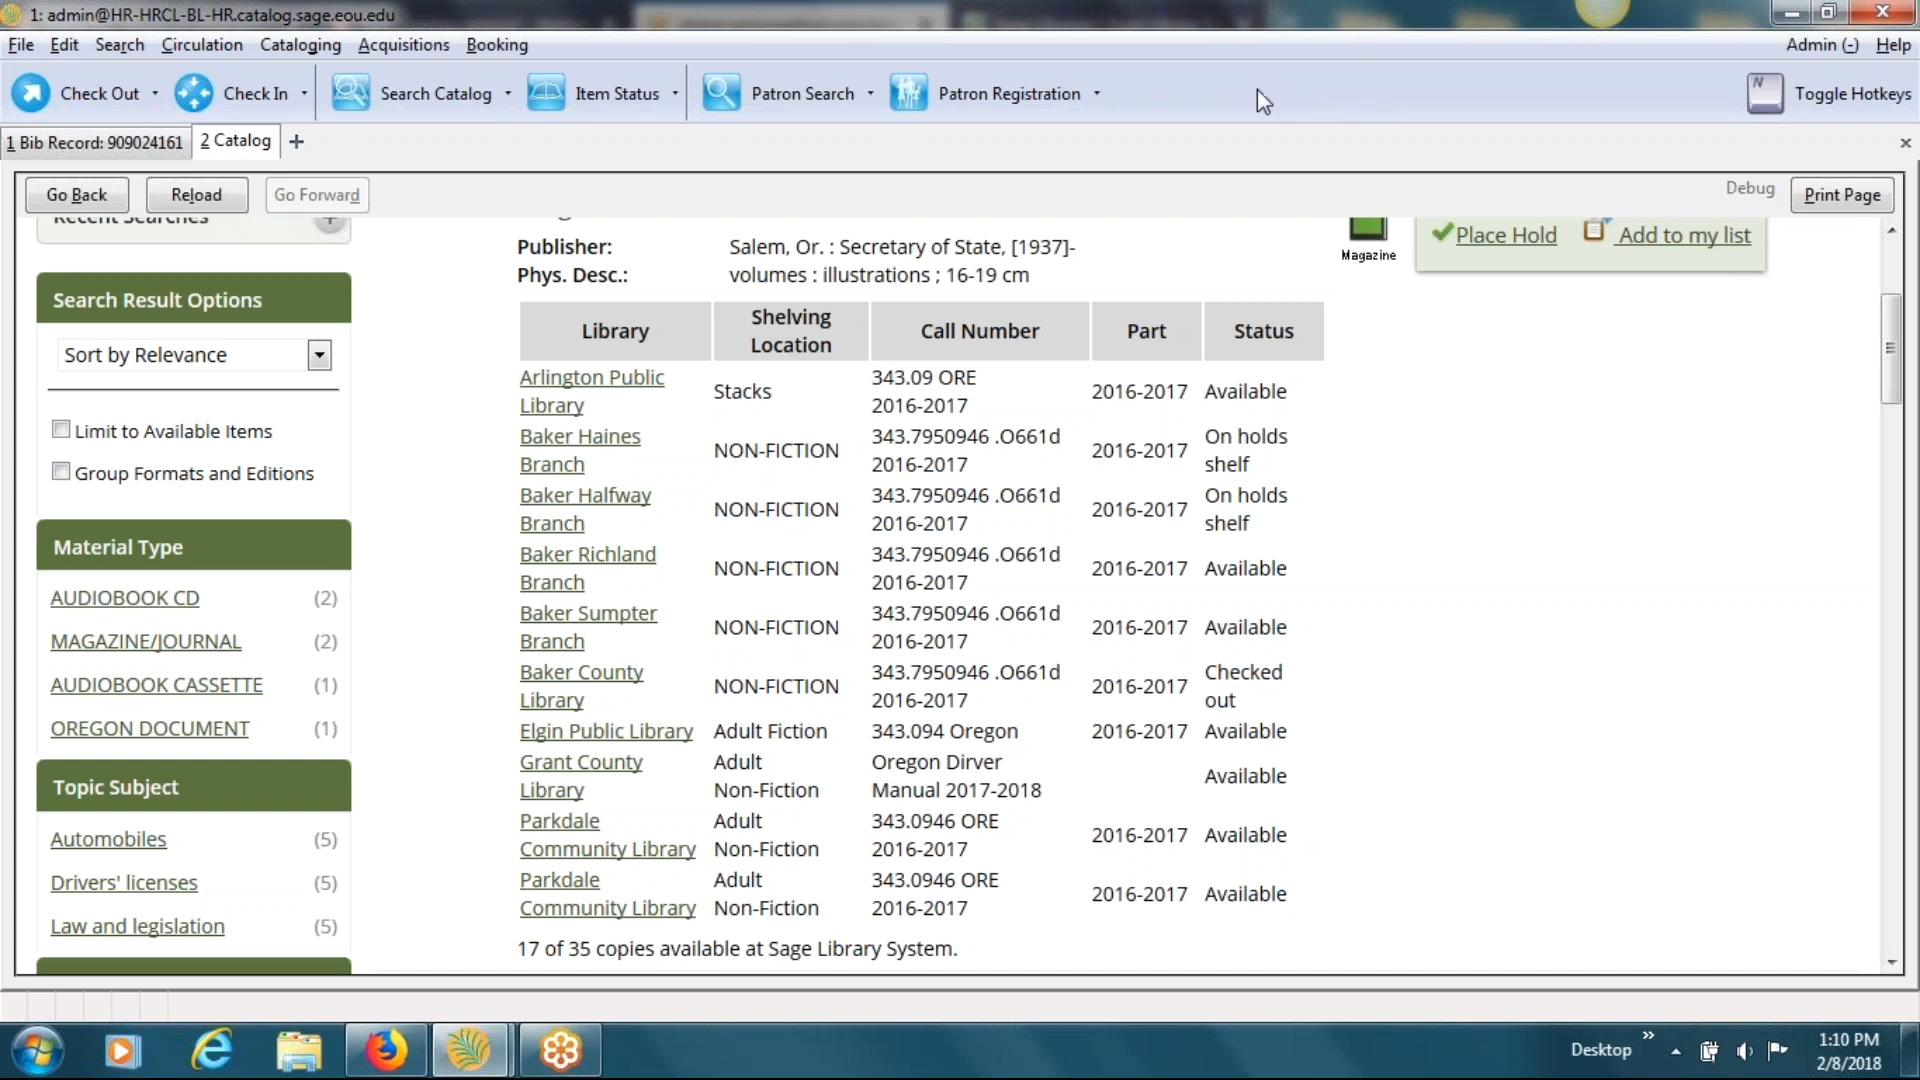 1: admin@HR-HRCL-BL-HR.catalog.sage.eou.edu
File Edit Search Circulation Cataloging Acquisitions Booking Admin (-) Help
Check Out Check In Search Catalog Item Status Patron Search Patron Registration N Toggle Hotkeys
1 Bib Record: 909024161 2 Catalog
Go Back Reload Go Forward Debug Print Page
Recent Searches
Place Hold Add to my list
Magazine
Publisher: Salem, Or. : Secretary of State, [1937]-
Phys. Desc.: volumes : illustrations ; 16-19 cm
Search Result Options
Sort by Relevance
Limit to Available Items
Group Formats and Editions
Material Type
AUDIOBOOK CD (2)
MAGAZINE/JOURNAL (2)
AUDIOBOOK CASSETTE (1)
OREGON DOCUMENT (1)
Topic Subject
Automobiles (5)
Drivers' licenses (5)
Law and legislation (5)
Library Shelving Location Call Number Part Status
Arlington Public Library Stacks 343.09 ORE 2016-2017 2016-2017 Available
Baker Haines Branch NON-FICTION 343.7950946 .O661d 2016-2017 2016-2017 On holds shelf
Baker Halfway Branch NON-FICTION 343.7950946 .O661d 2016-2017 2016-2017 On holds shelf
Baker Richland Branch NON-FICTION 343.7950946 .O661d 2016-2017 2016-2017 Available
Baker Sumpter Branch NON-FICTION 343.7950946 .O661d 2016-2017 2016-2017 Available
Baker County Library NON-FICTION 343.7950946 .O661d 2016-2017 2016-2017 Checked out
Elgin Public Library Adult Fiction 343.094 Oregon 2016-2017 Available
Grant County Library Adult Non-Fiction Oregon Dirver Manual 2017-2018 Available
Parkdale Community Library Adult Non-Fiction 343.0946 ORE 2016-2017 2016-2017 Available
Parkdale Community Library Adult Non-Fiction 343.0946 ORE 2016-2017 2016-2017 Available
17 of 35 copies available at Sage Library System.
Desktop 1:10 PM
2/8/2018